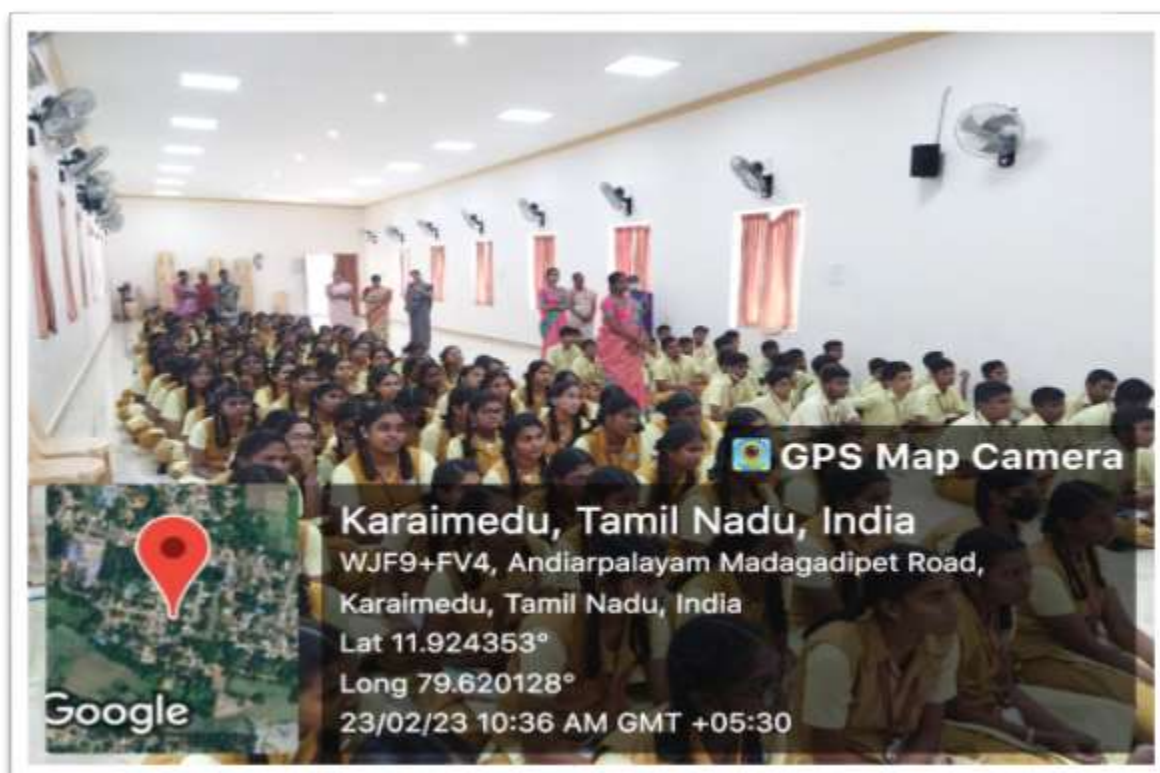 GPS Map Camera
Karaimedu, Tamil Nadu, India
WJF9+FV4, Andiarpalayam Madagadipet Road,
Karaimedu, Tamil Nadu, India
Lat 11.924353°
Long 79.620128°
23/02/23 10:36 AM GMT +05:30
Google